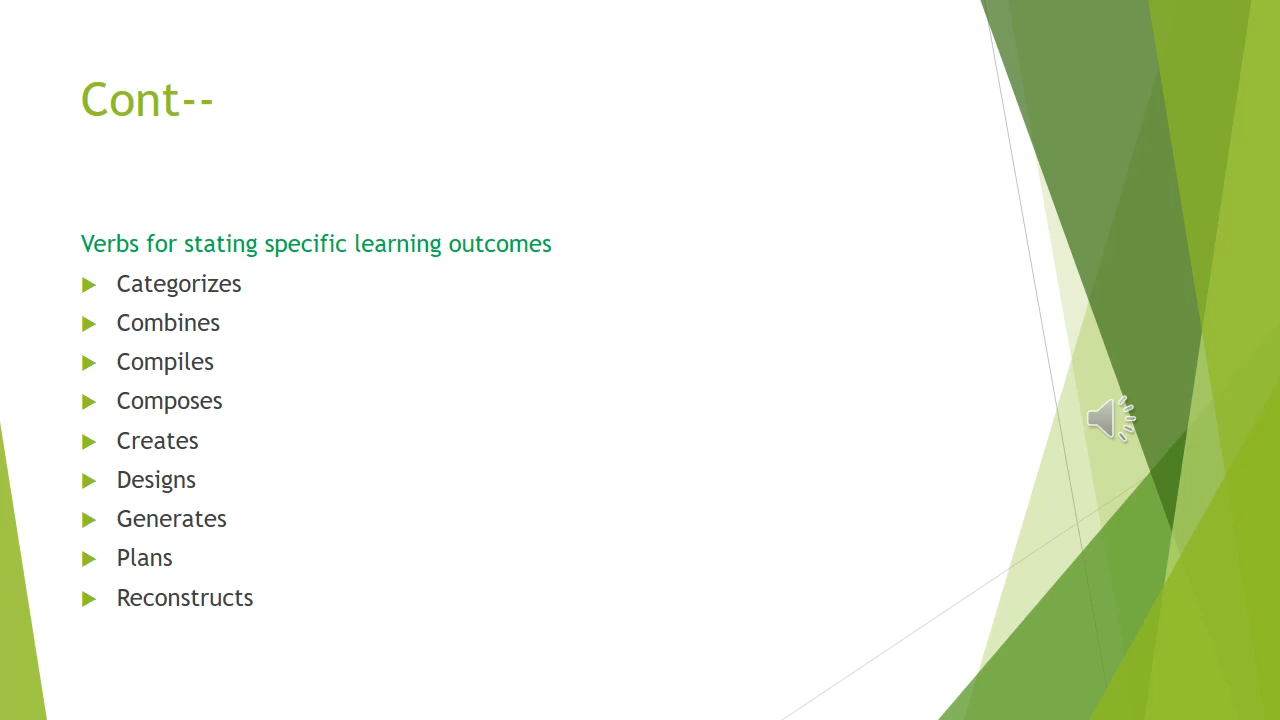 Cont--
Verbs for stating specific learning outcomes
Categorizes
Combines
Compiles
Composes
Creates
Designs
Generates
Plans
Reconstructs